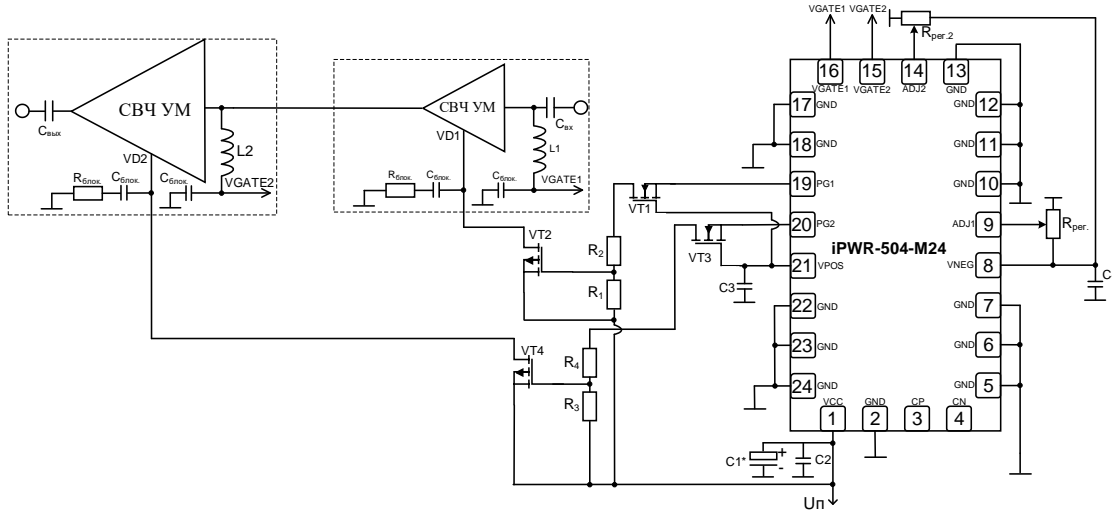 VGATE1
VGATE2
Rрег.2
16
15
14
13
VGATE1
VGATE2
ADJ2
GND
СВЧ УМ
СВЧ УМ
Cвых
Cвх
VD2
VD1
L2
L1
Rблок.
Cблок.
Cблок.
VGATE2
Rблок.
Cблок.
Cблок.
VGATE1
17
GND
GND
12
18
GND
GND
11
19
PG1
GND
10
20
PG2
ADJ1
9
Rрег.
iPWR-504-M24
21
VPOS
VNEG
8
C
22
GND
GND
7
23
GND
GND
6
24
GND
GND
5
VCC
GND
CP
CN
1
2
3
4
VT1
VT3
VT2
R2
R1
C3
VT4
R4
R3
C1*
+
-
C2
Uп